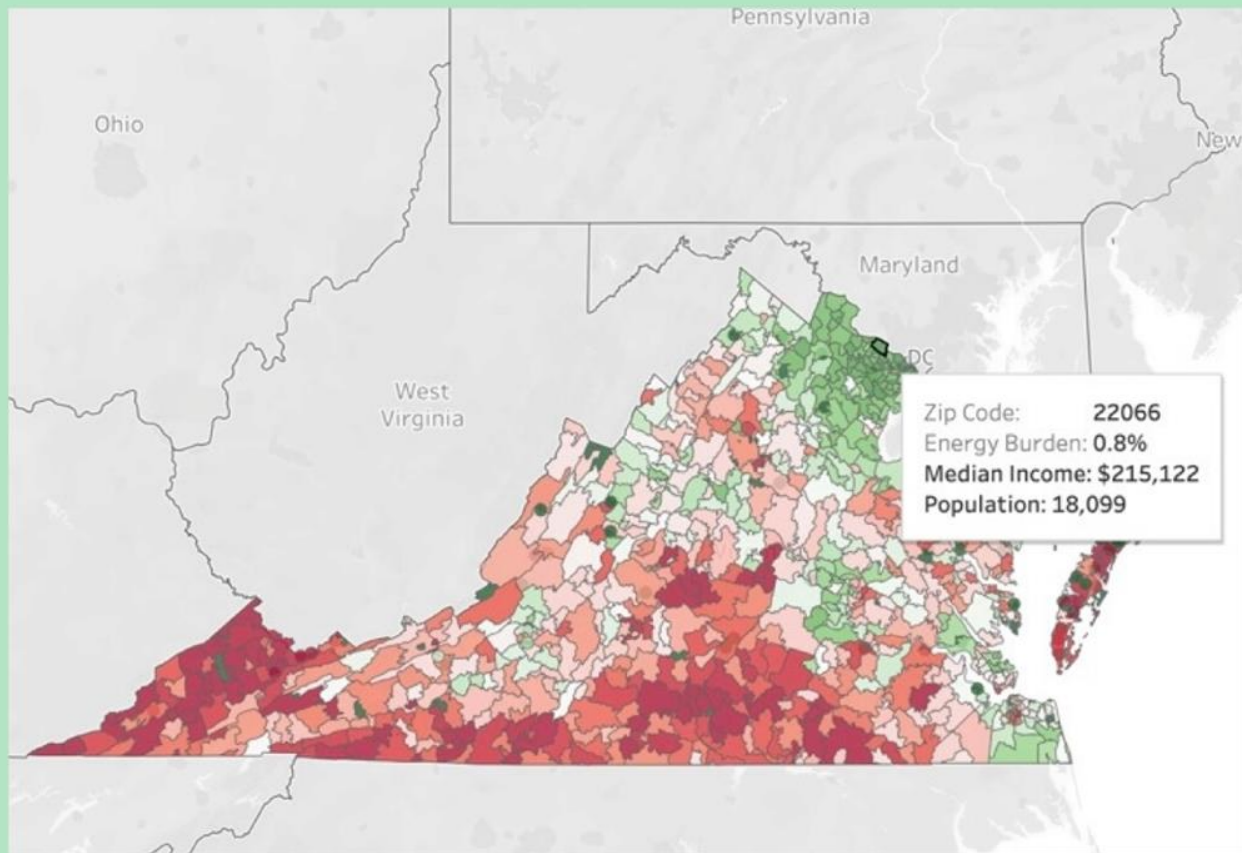 Pennsylvania
Ohio
New
Maryland
DC
West
Virginia
Zip Code: 22066
Energy Burden: 0.8%
Median Income: $215,122
Population: 18,099